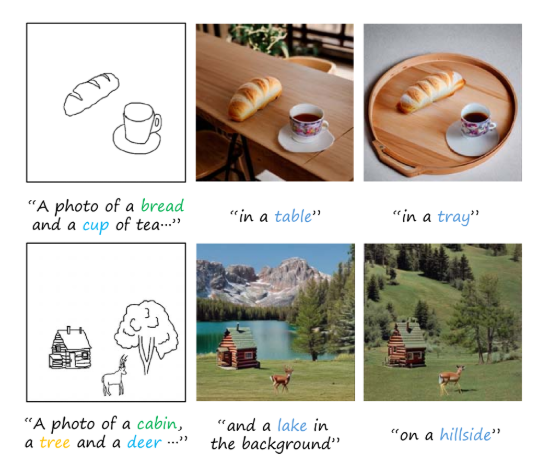 “A photo of a bread
and a cup of tea…”
“in a table”
“in a tray”
“A photo of a cabin,
a tree and a deer …”
“and a lake in
the background”
“on a hillside”